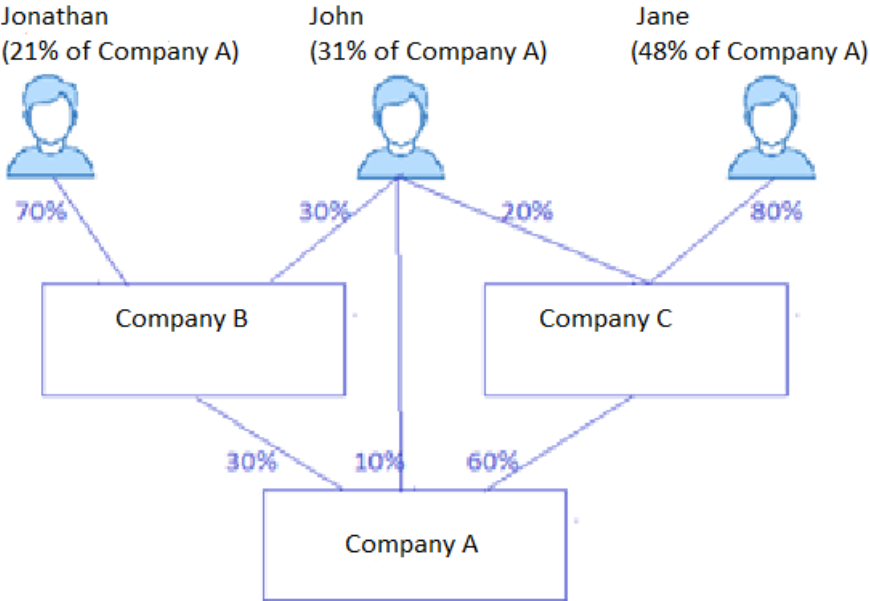 Jonathan
(21% of Company A)
John
(31% of Company A)
Jane
(48% of Company A)
70%
30%
20%
80%
Company B
Company C
30%
10%
60%
Company A